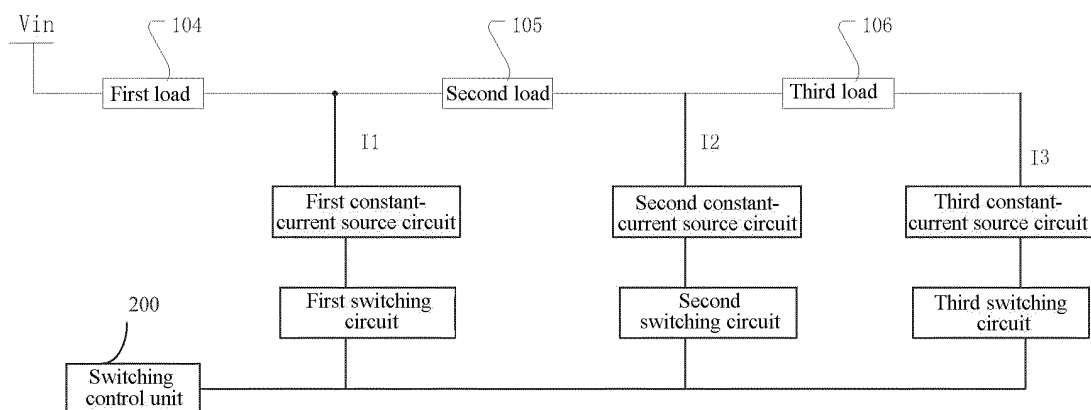 Vin
104
105
106
First load
Second load
Third load
I1
I2
I3
First constant-
current source circuit
Second constant-
current source circuit
Third constant-
current source circuit
First switching
circuit
Second
switching circuit
Third switching
circuit
200
Switching
control unit